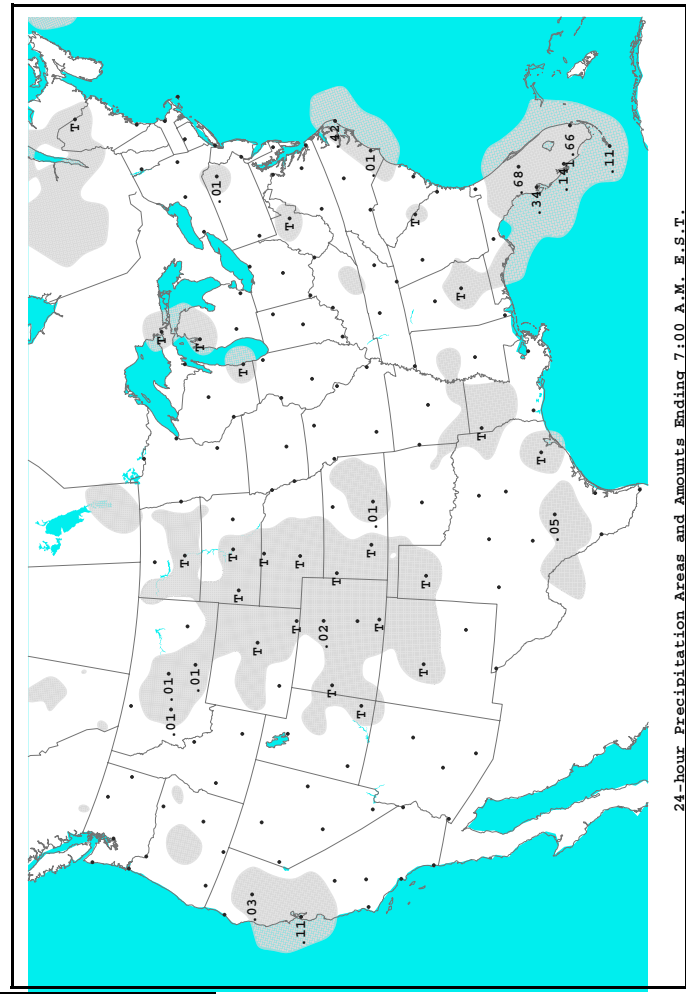 T
T
.01
.01
T
.01
T
.01
T
T
T
.03
T
T
T
T
T
.11
.02
T
.42
T
T
.01
T
.01
T
T
T
T
T
T
.68
.34
T
.05
.14
1.66
.11
24-hour Precipitation Areas and Amounts Ending 7:00 A.M. E.S.T.